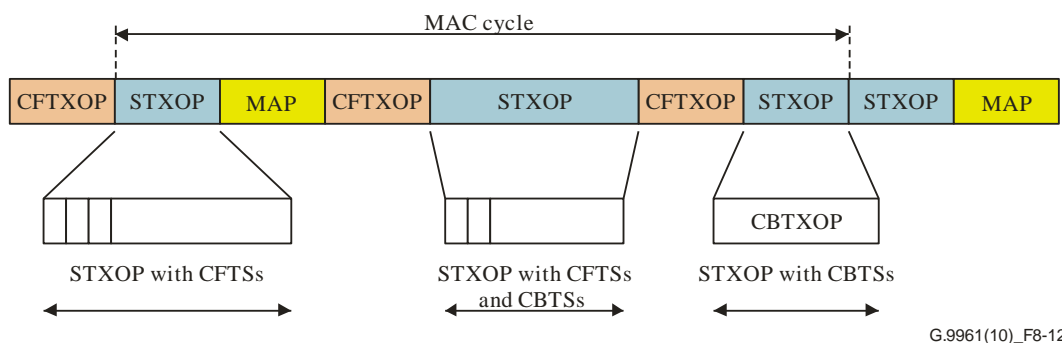 MAC cycle
CFTXOP STXOP MAP CFTXOP STXOP CFTXOP STXOP STXOP MAP
CBTXOP
STXOP with CFTSs STXOP with CFTSs and CBTSs STXOP with CBTSs
G.9961(10)_F8-12